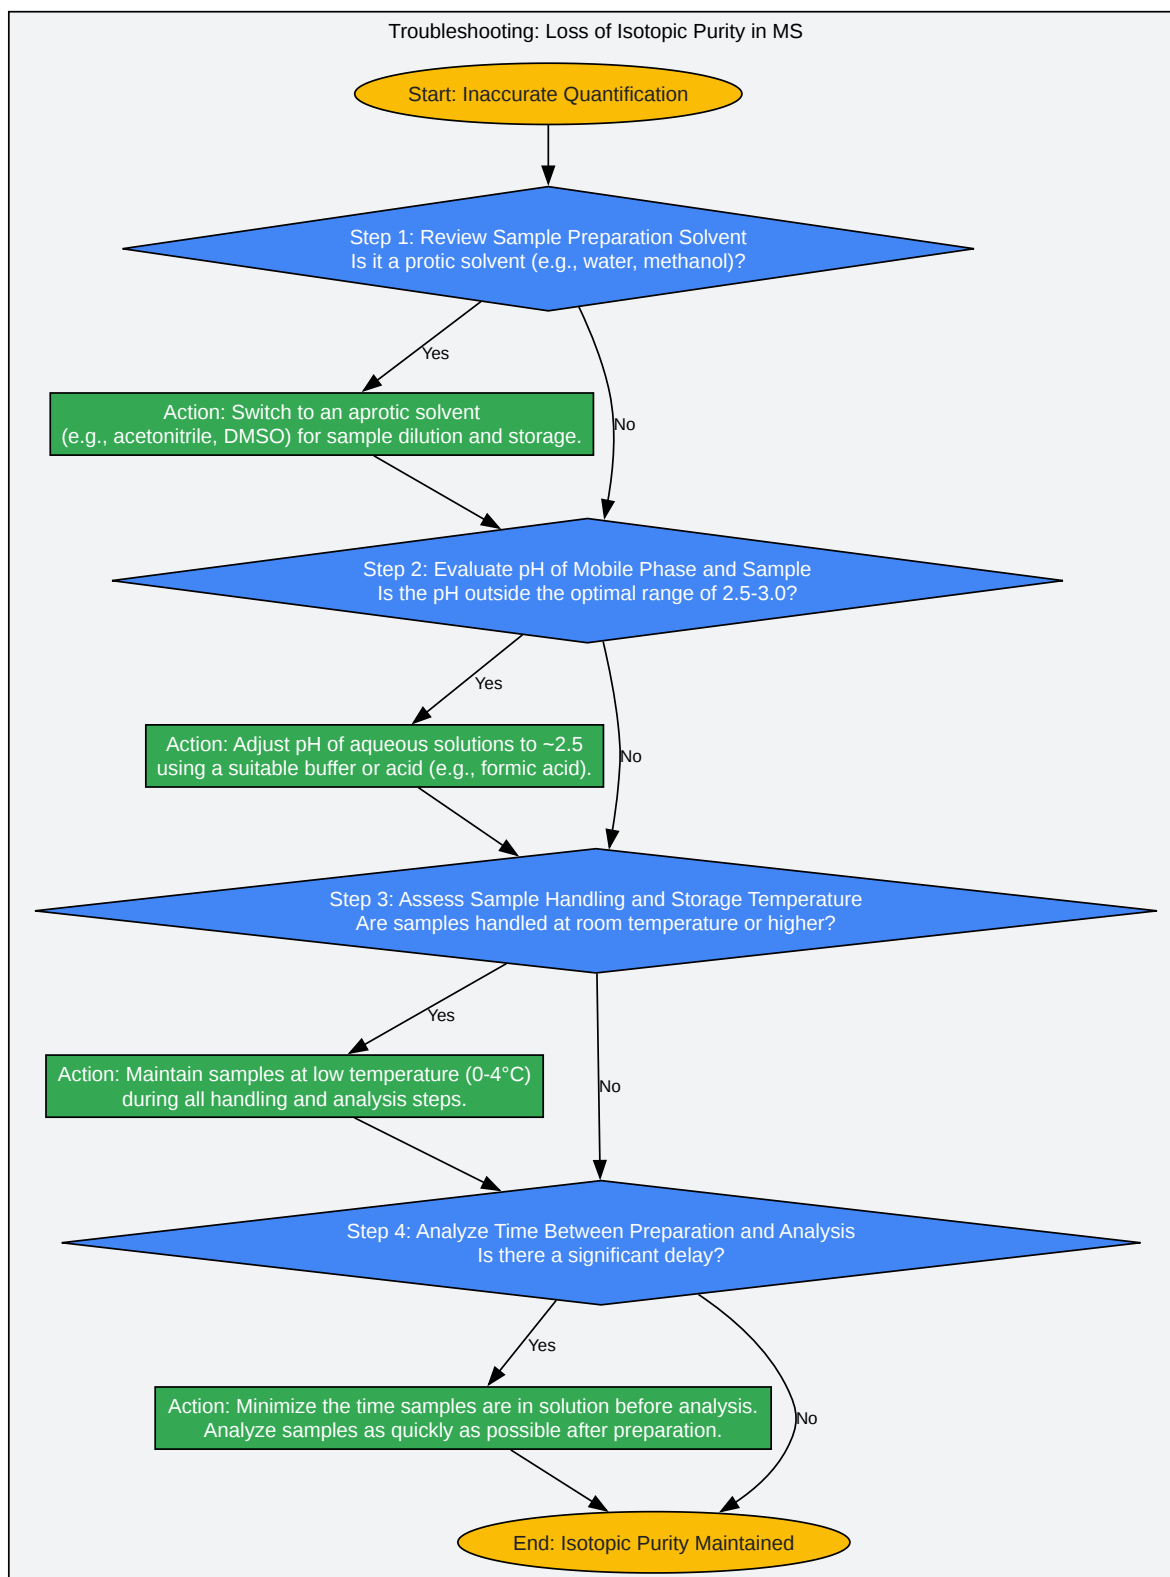 Troubleshooting: Loss of Isotopic Purity in MS
Start: Inaccurate Quantification
Step 1: Review Sample Preparation Solvent
Is it a protic solvent (e.g., water, methanol)?
Yes
Action: Switch to an aprotic solvent
(e.g., acetonitrile, DMSO) for sample dilution and storage.
No
Step 2: Evaluate pH of Mobile Phase and Sample
Is the pH outside the optimal range of 2.5-3.0?
Yes
Action: Adjust pH of aqueous solutions to ~2.5
using a suitable buffer or acid (e.g., formic acid).
No
Step 3: Assess Sample Handling and Storage Temperature
Are samples handled at room temperature or higher?
Yes
Action: Maintain samples at low temperature (0-4°C)
during all handling and analysis steps.
No
Step 4: Analyze Time Between Preparation and Analysis
Is there a significant delay?
Yes
Action: Minimize the time samples are in solution before analysis.
Analyze samples as quickly as possible after preparation.
No
End: Isotopic Purity Maintained